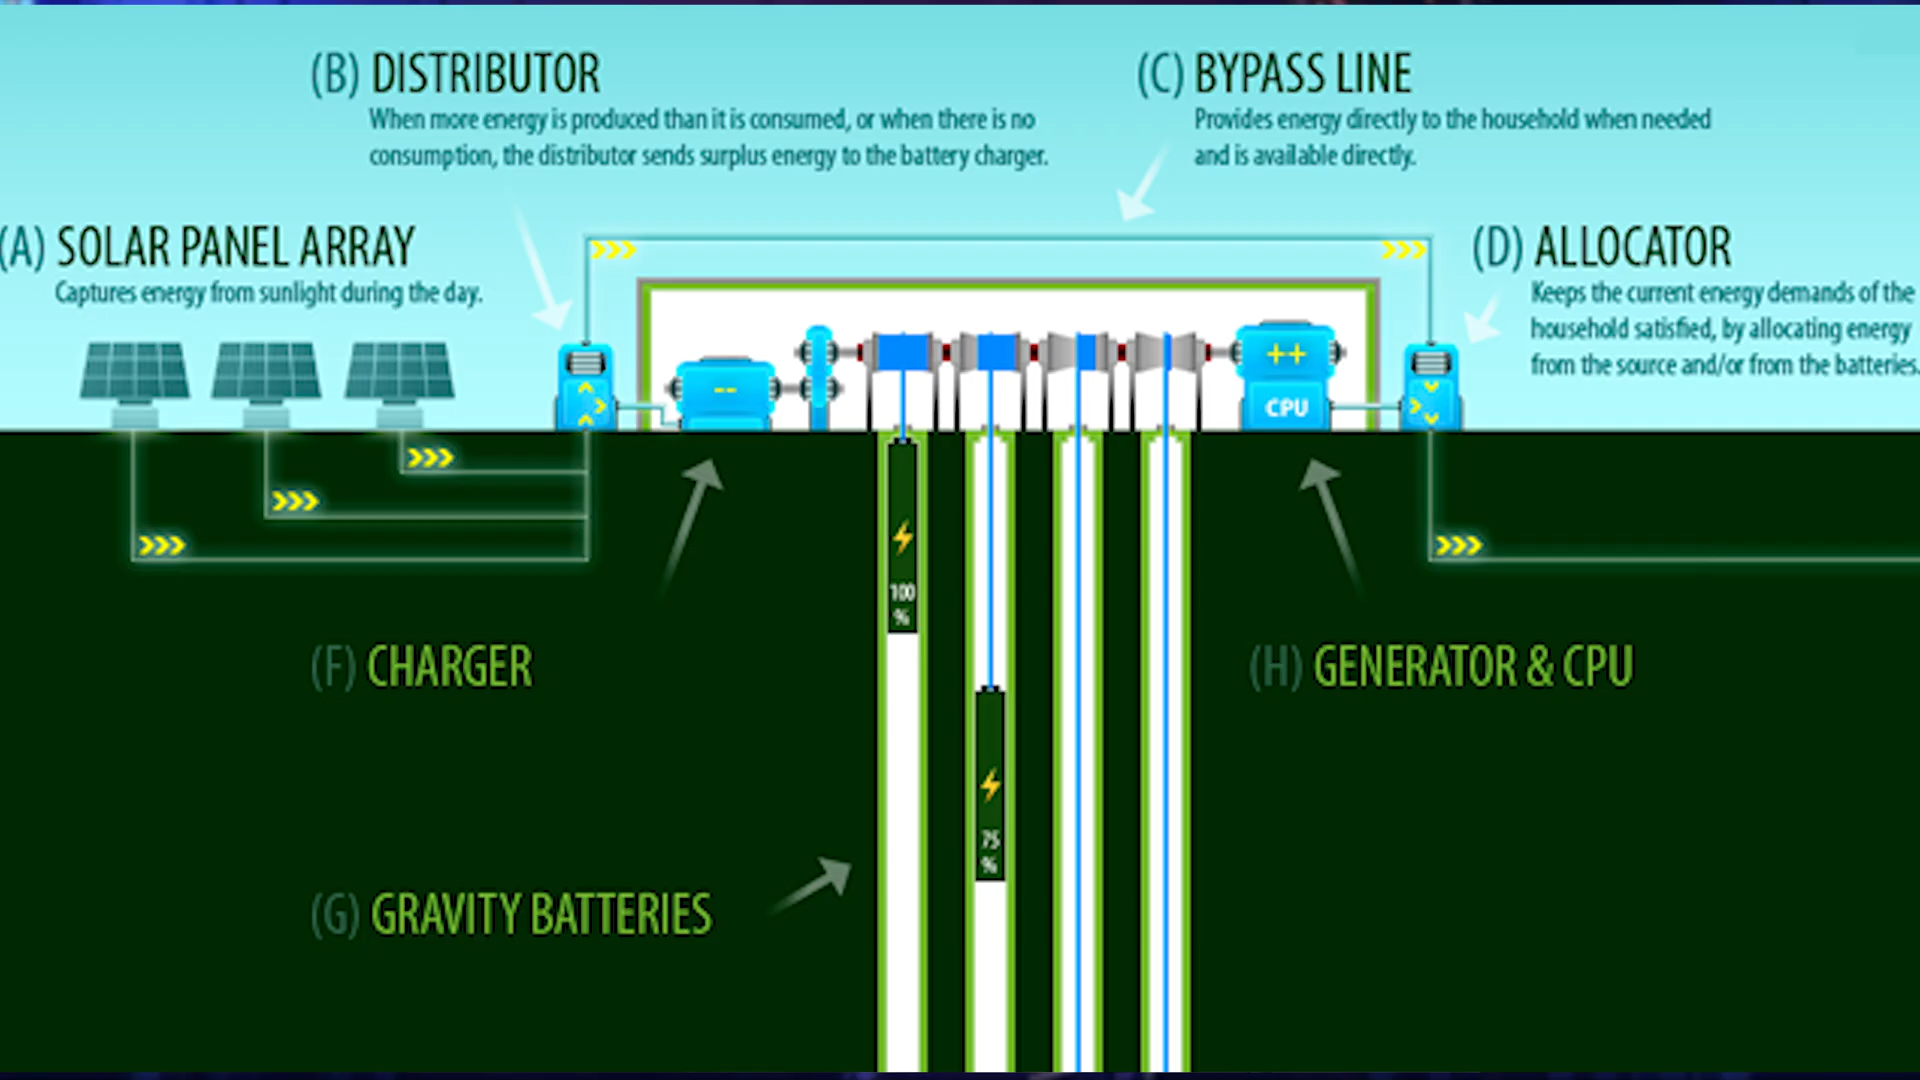 (B) DISTRIBUTOR
When more energy is produced than it is consumed, or when there is no
consumption, the distributor sends surplus energy to the battery charger.
(C) BYPASS LINE
Provides energy directly to the household when needed
and is available directly.
(A) SOLAR PANEL ARRAY
Captures energy from sunlight during the day.
(D) ALLOCATOR
Keeps the current energy demands of the
household satisfied, by allocating energy
from the source and/or from the batteries.
--
++
CPU
100
%
(F) CHARGER
(H) GENERATOR & CPU
75
%
(G) GRAVITY BATTERIES